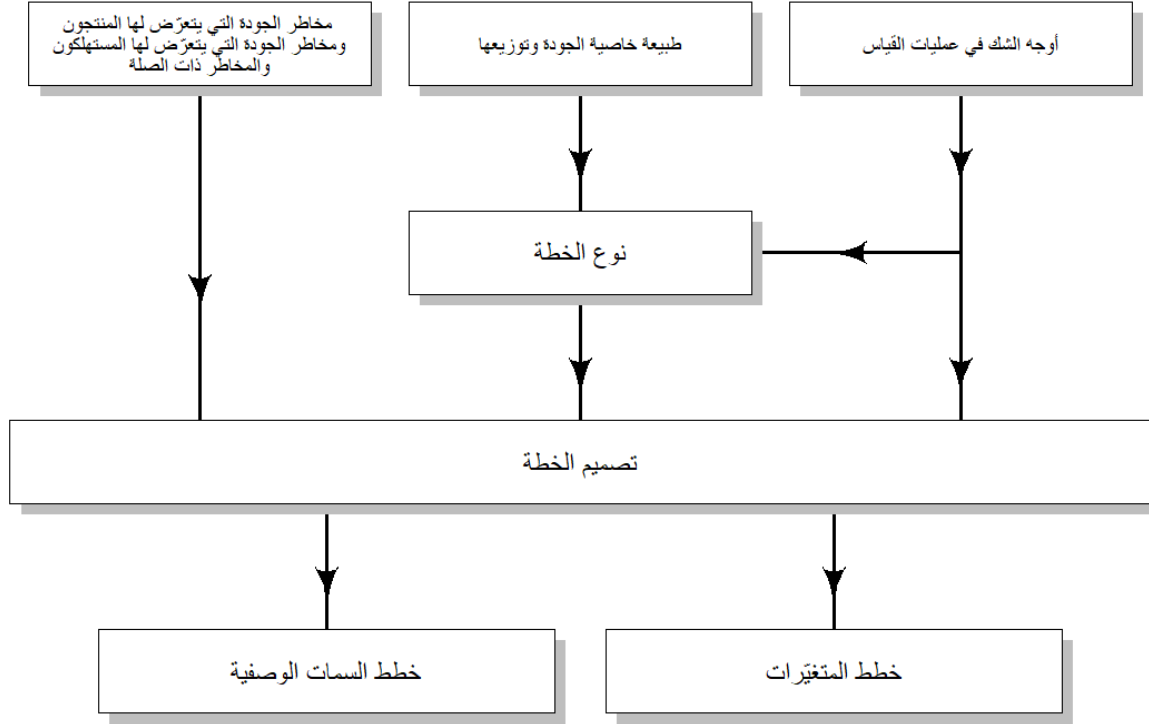 أوجه الشك في عمليات القياس
طبيعة خاصية الجودة وتوزيعها
مخاطر الجودة التي يتعرّض لها المنتجون
ومخاطر الجودة التي يتعرّض لها المستهلكون
والمخاطر ذات الصلة
نوع الخطة
تصميم الخطة
خطط المتغيّرات
خطط السمات الوصفية